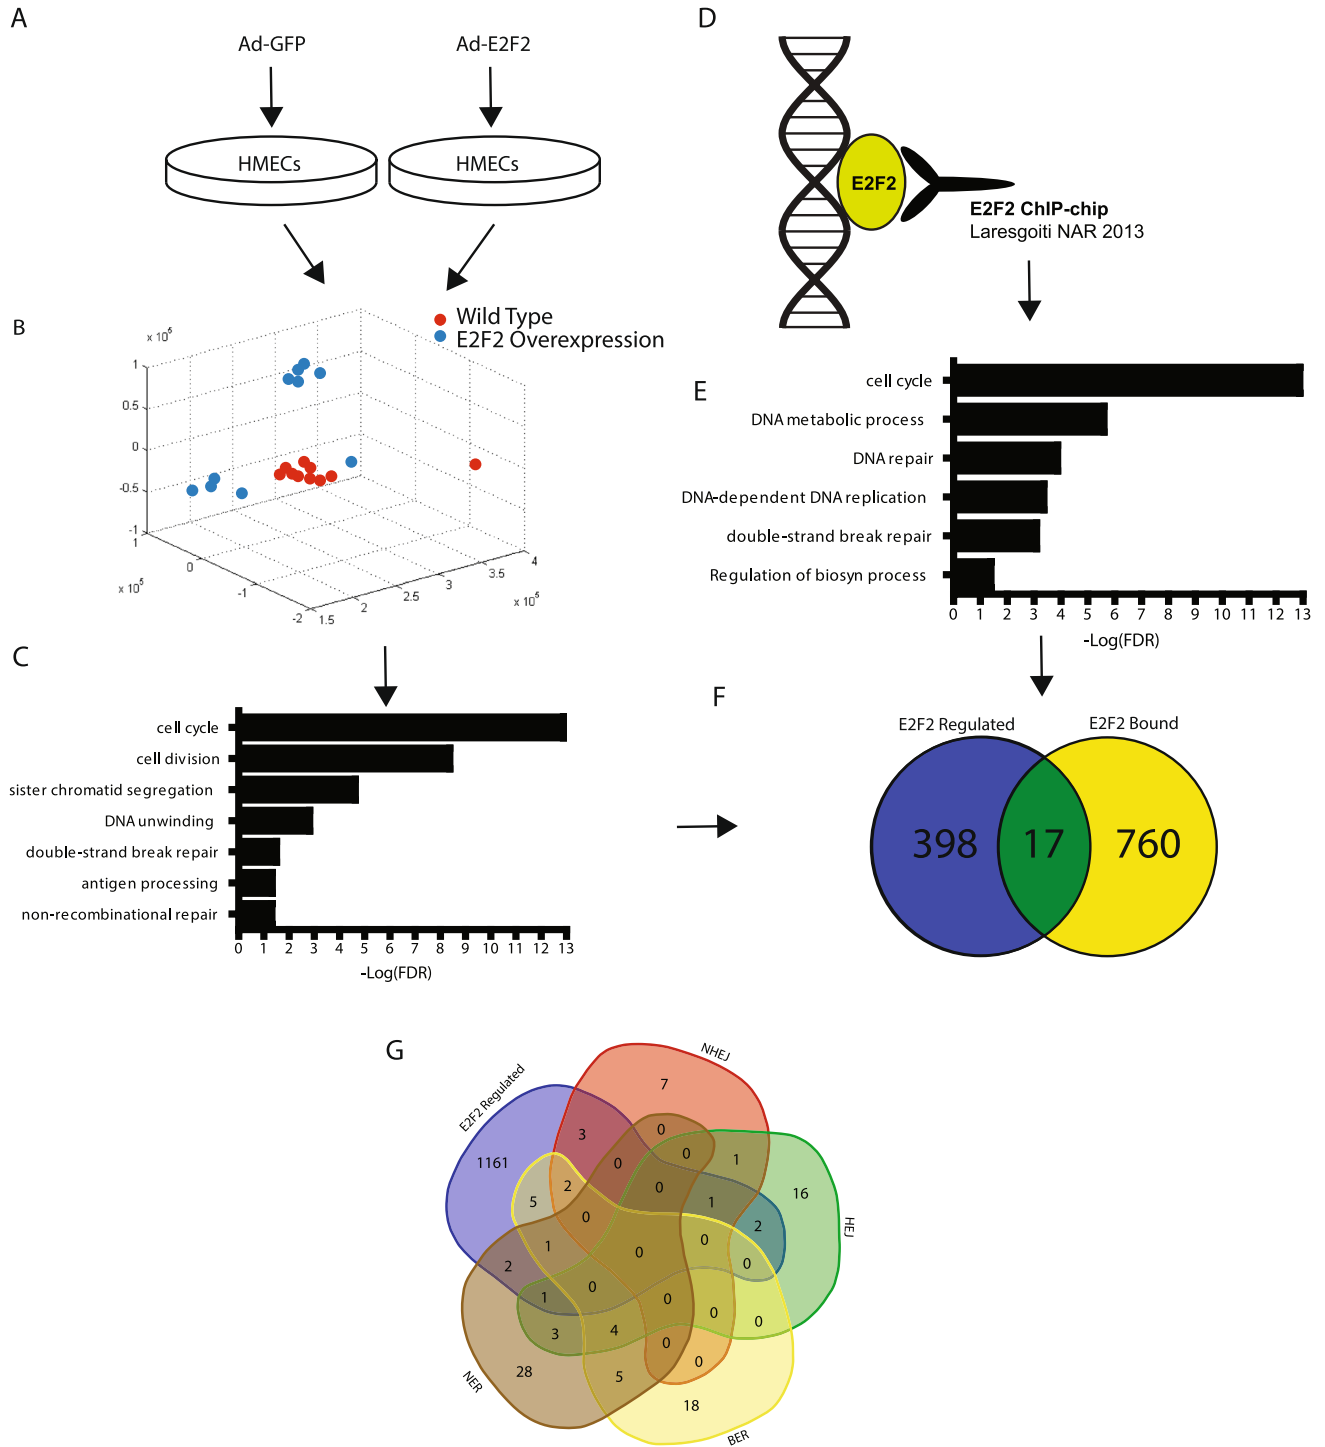 A
Ad-GFP
Ad-E2F2
HMECs
HMECs
B
Wild Type
E2F2 Overexpression
x 10^6
1
0.5
0
-0.5
-1
1
0
-1
-2
x 10^5
1.5
2
2.5
3
3.5
4
x 10^5
C
cell cycle
cell division
sister chromatid segregation
DNA unwinding
double-strand break repair
antigen processing
non-recombinational repair
0 1 2 3 4 5 6 7 8 9 10 11 12 13
-Log(FDR)
D
E2F2
E2F2 ChIP-chip
Laresgoiti NAR 2013
E
cell cycle
DNA metabolic process
DNA repair
DNA-dependent DNA replication
double-strand break repair
Regulation of biosyn process
0 1 2 3 4 5 6 7 8 9 10 11 12 13
-Log(FDR)
F
E2F2 Regulated
E2F2 Bound
398
17
760
G
E2F2 Regulated
NHEJ
HEJ
BER
NER
7
3
0
0
1
1161
0
2
0
1
16
5
0
2
1
0
0
0
2
1
0
0
0
0
3
4
0
28
5
0
18